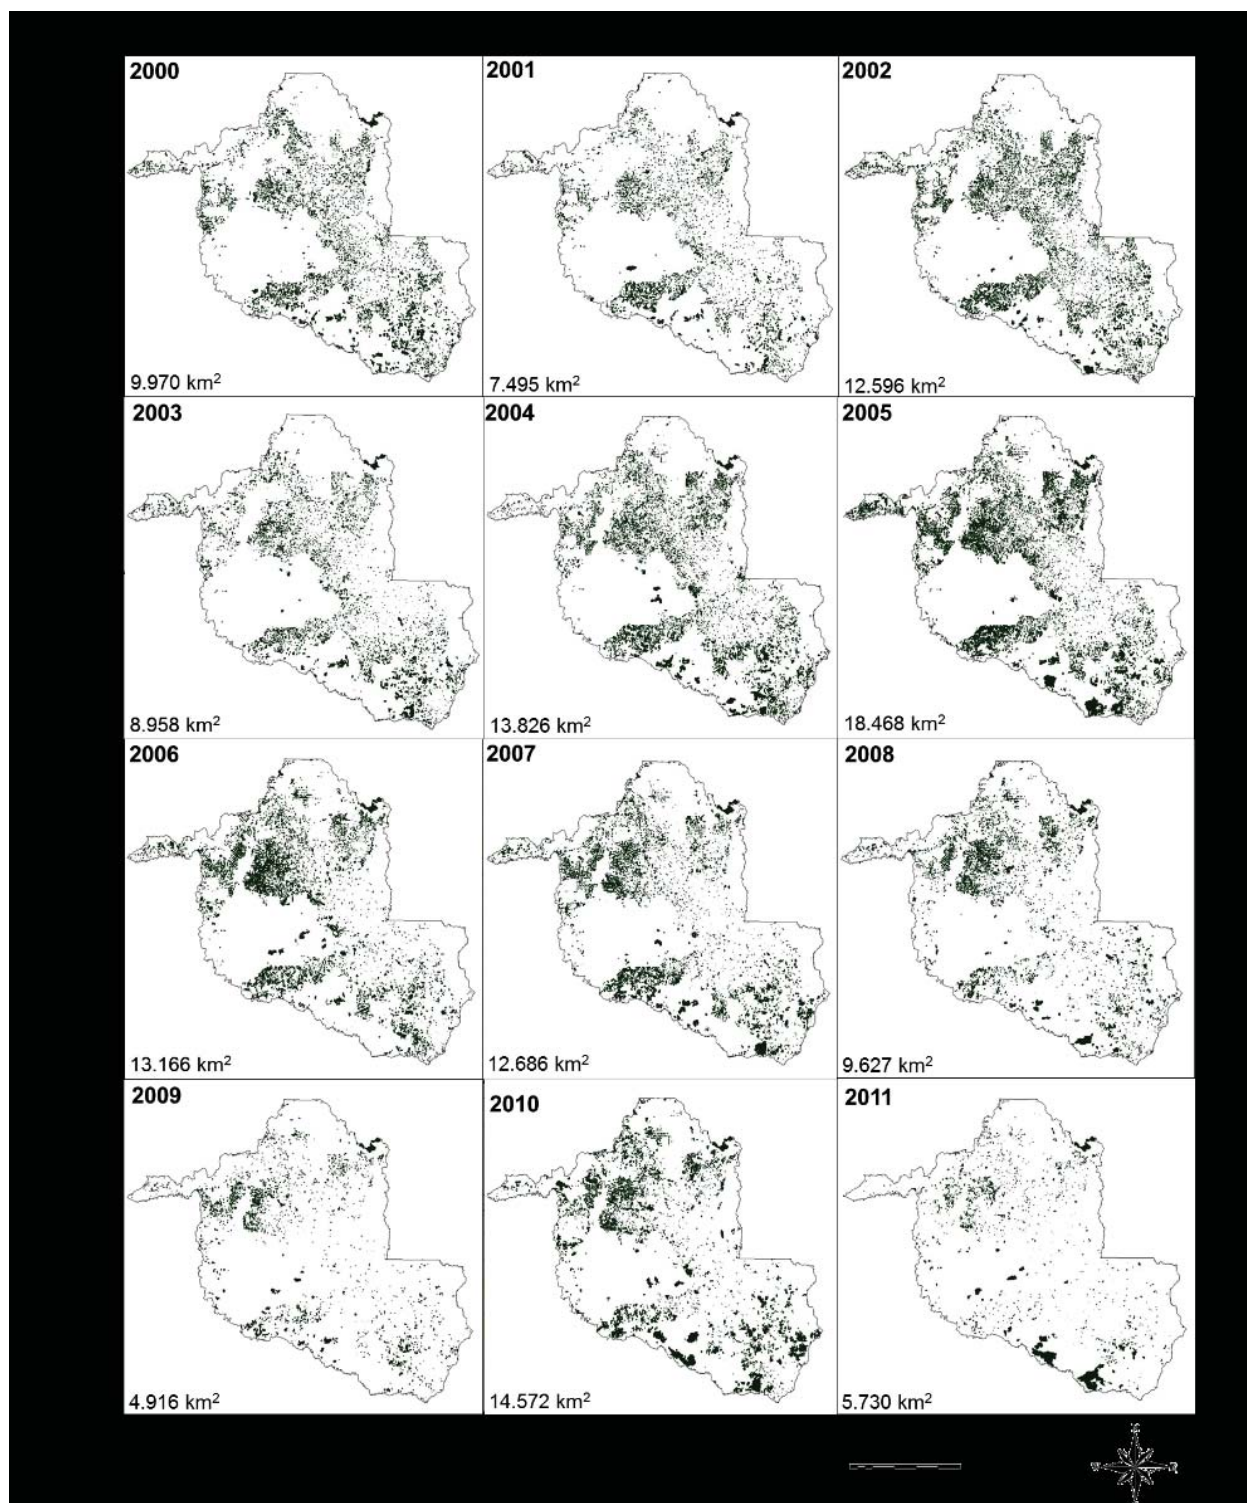 2000 2001 2002
9.970 km² 7.495 km² 12.596 km²
2003 2004 2005
8.958 km² 13.826 km² 18.468 km²
2006 2007 2008
13.166 km² 12.686 km² 9.627 km²
2009 2010 2011
4.916 km² 14.572 km² 5.730 km²